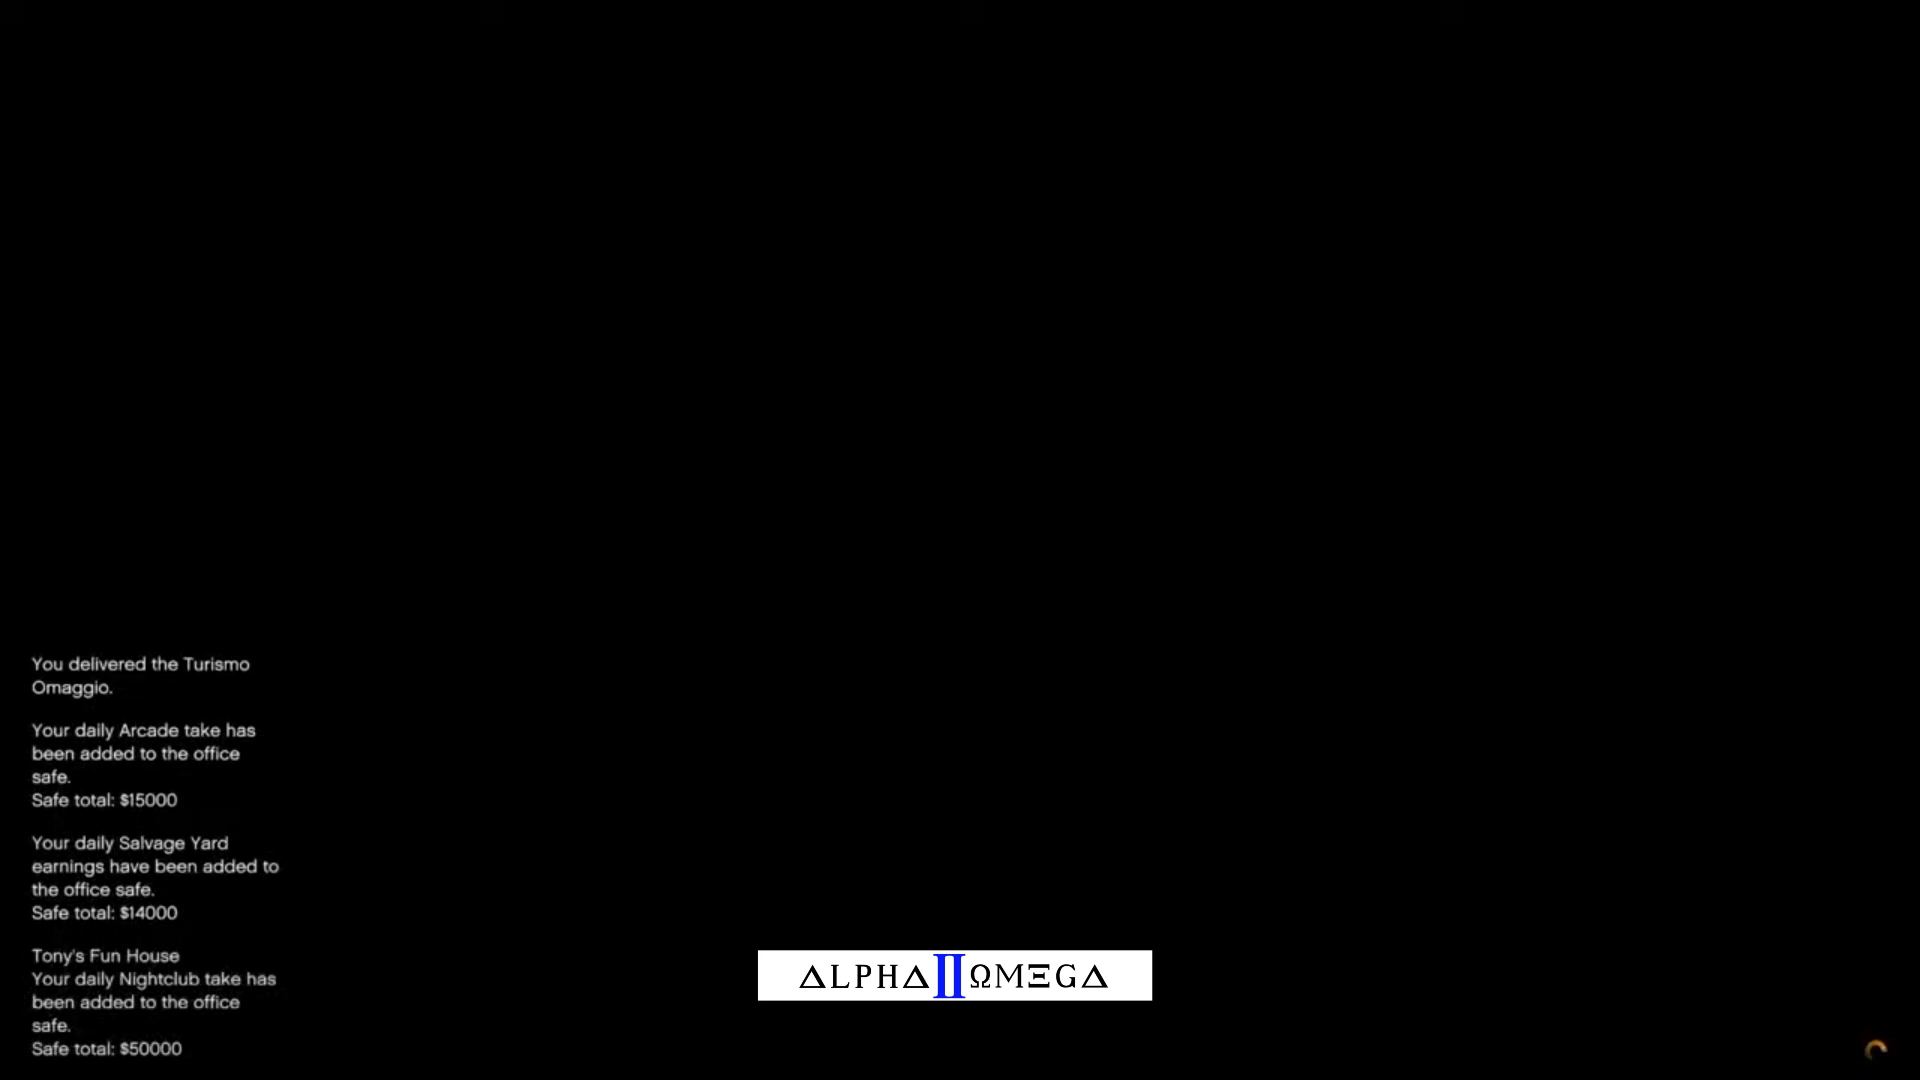 You delivered the Turismo
Omaggio.
Your daily Arcade take has
been added to the office
safe.
Safe total: $15000
Your daily Salvage Yard
earnings have been added to
the office safe.
Safe total: $14000
Tony's Fun House
Your daily Nightclub take has
been added to the office
safe.
Safe total: $50000
ΔLPHΔ II ΩMΞGΔ